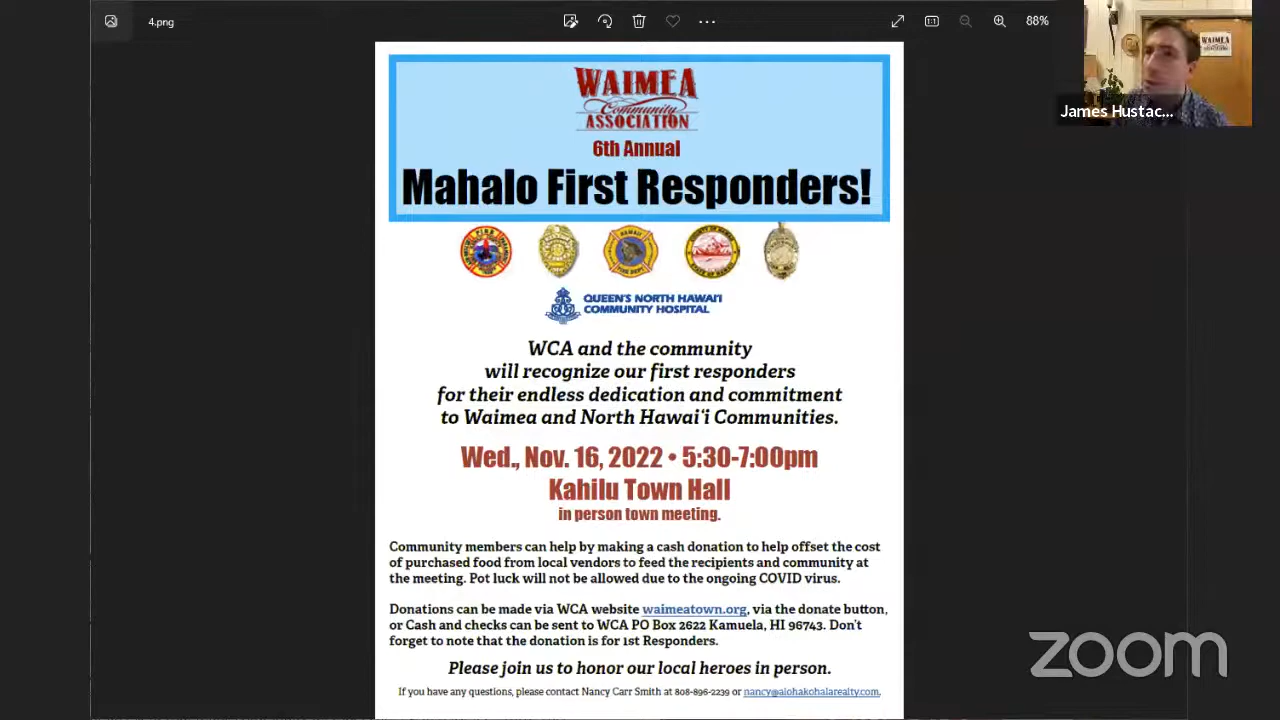 4.png
88%
WAIMEA
Community
ASSOCIATION
6th Annual
Mahalo First Responders!
QUEEN'S NORTH HAWAI'I
COMMUNITY HOSPITAL
WCA and the community
will recognize our first responders
for their endless dedication and commitment
to Waimea and North Hawai‘i Communities.
Wed., Nov. 16, 2022 • 5:30-7:00pm
Kahilu Town Hall
in person town meeting.
Community members can help by making a cash donation to help offset the cost
of purchased food from local vendors to feed the recipients and community at
the meeting. Pot luck will not be allowed due to the ongoing COVID virus.
Donations can be made via WCA website waimeatown.org, via the donate button,
or Cash and checks can be sent to WCA PO Box 2622 Kamuela, HI 96743. Don't
forget to note that the donation is for 1st Responders.
Please join us to honor our local heroes in person.
If you have any questions, please contact Nancy Carr Smith at 808-896-2239 or nancy@alohakohalarealty.com.
WAIMEA
James Hustac...
zoom